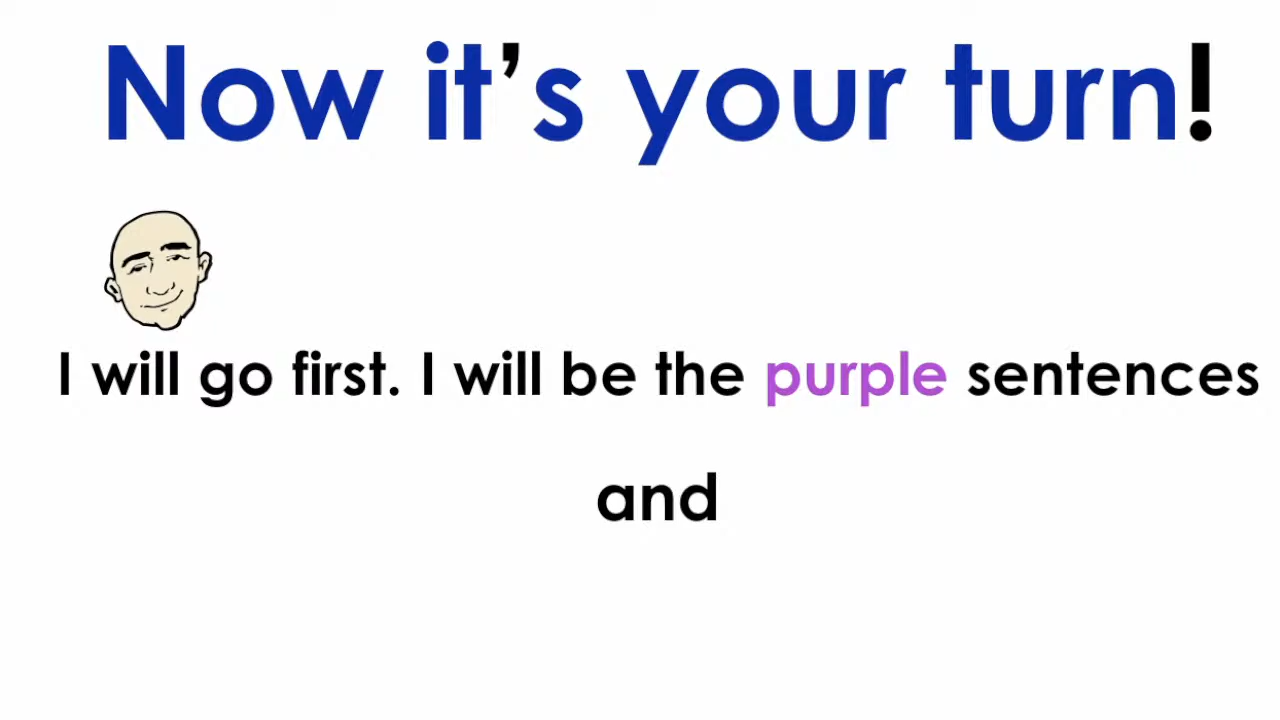 Now it’s your turn!
I will go first. I will be the purple sentences
and